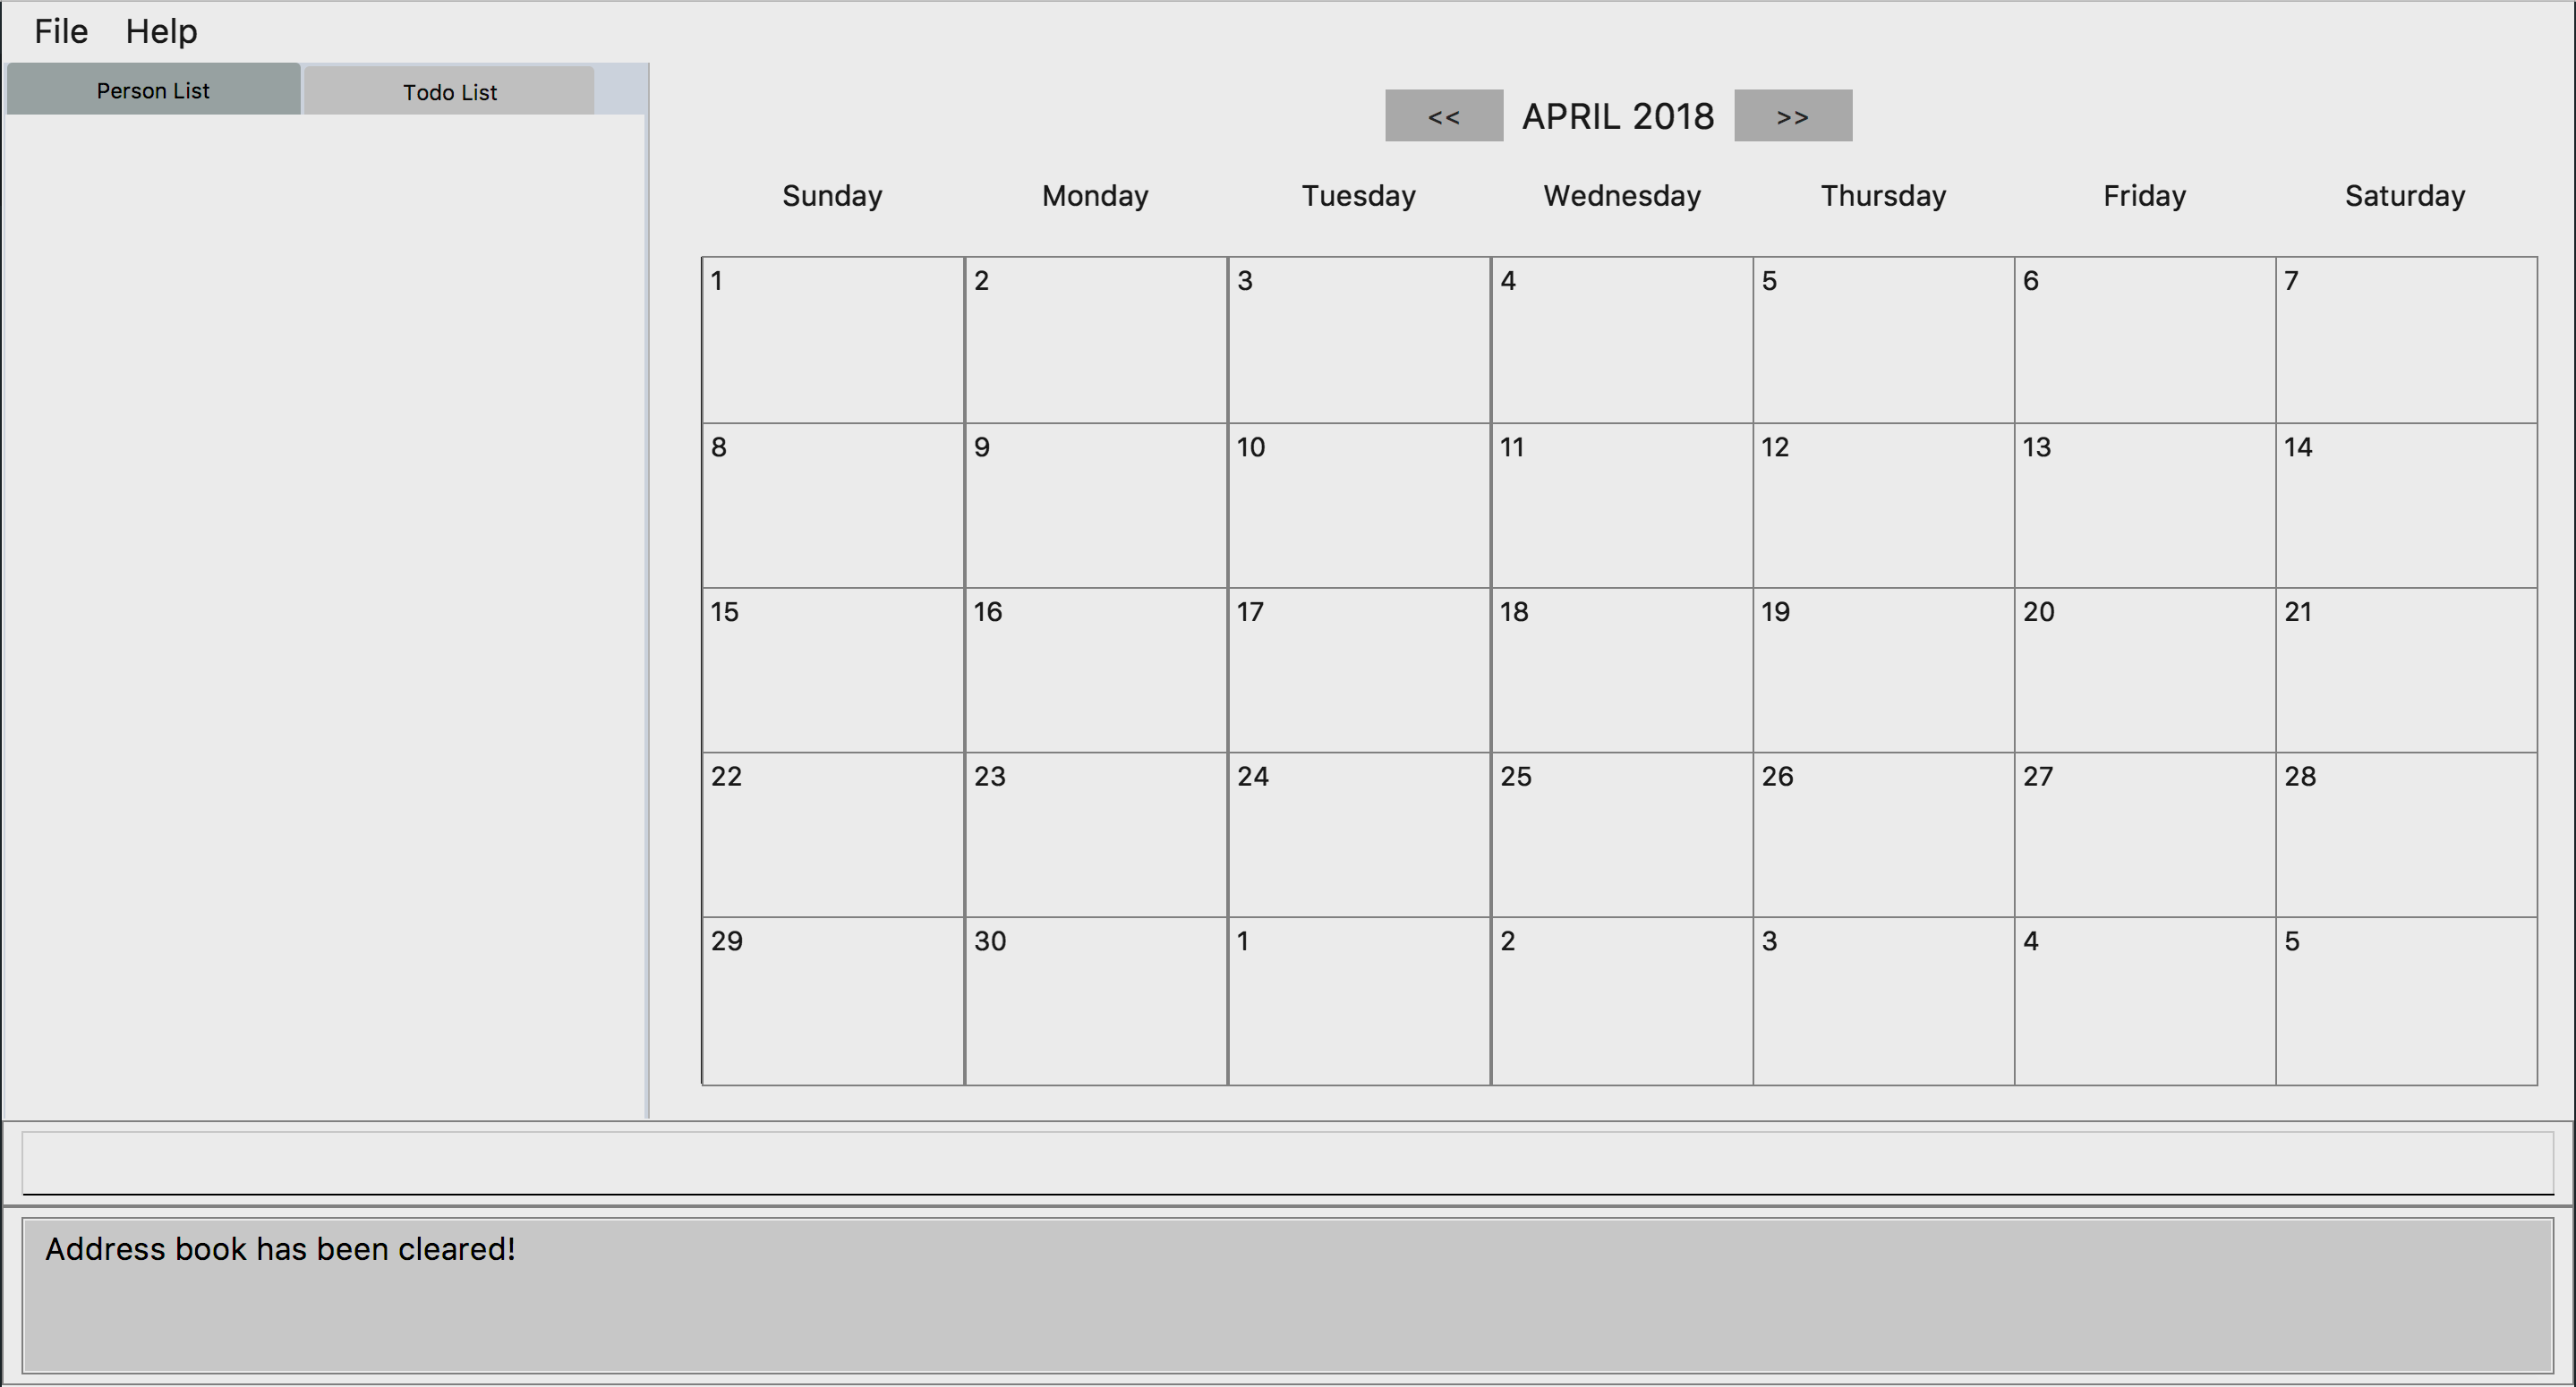 File Help
Person List Todo List
<< APRIL 2018 >>
Sunday Monday Tuesday Wednesday Thursday Friday Saturday
1 2 3 4 5 6 7
8 9 10 11 12 13 14
15 16 17 18 19 20 21
22 23 24 25 26 27 28
29 30 1 2 3 4 5
Address book has been cleared!